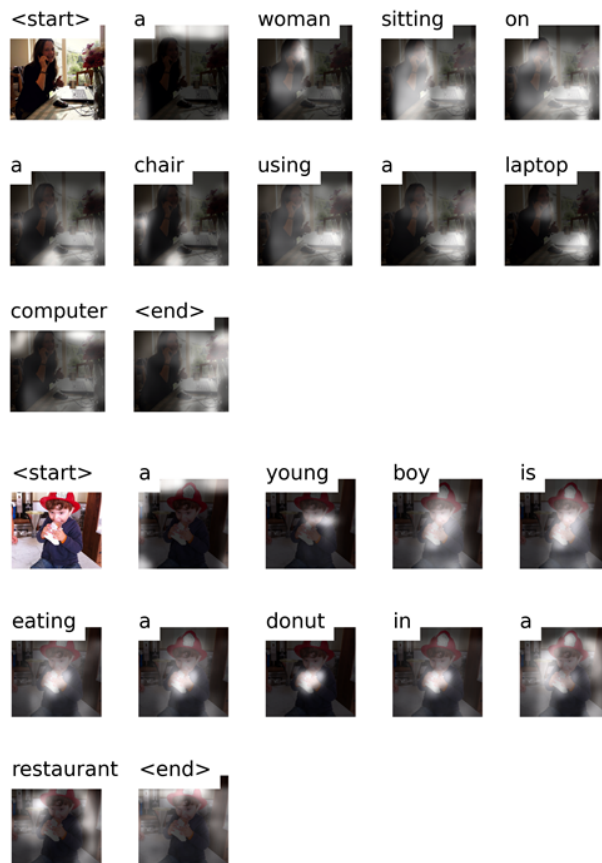 <start> a woman sitting on
a chair using a laptop
computer <end>
<start> a young boy is
eating a donut in a
restaurant <end>